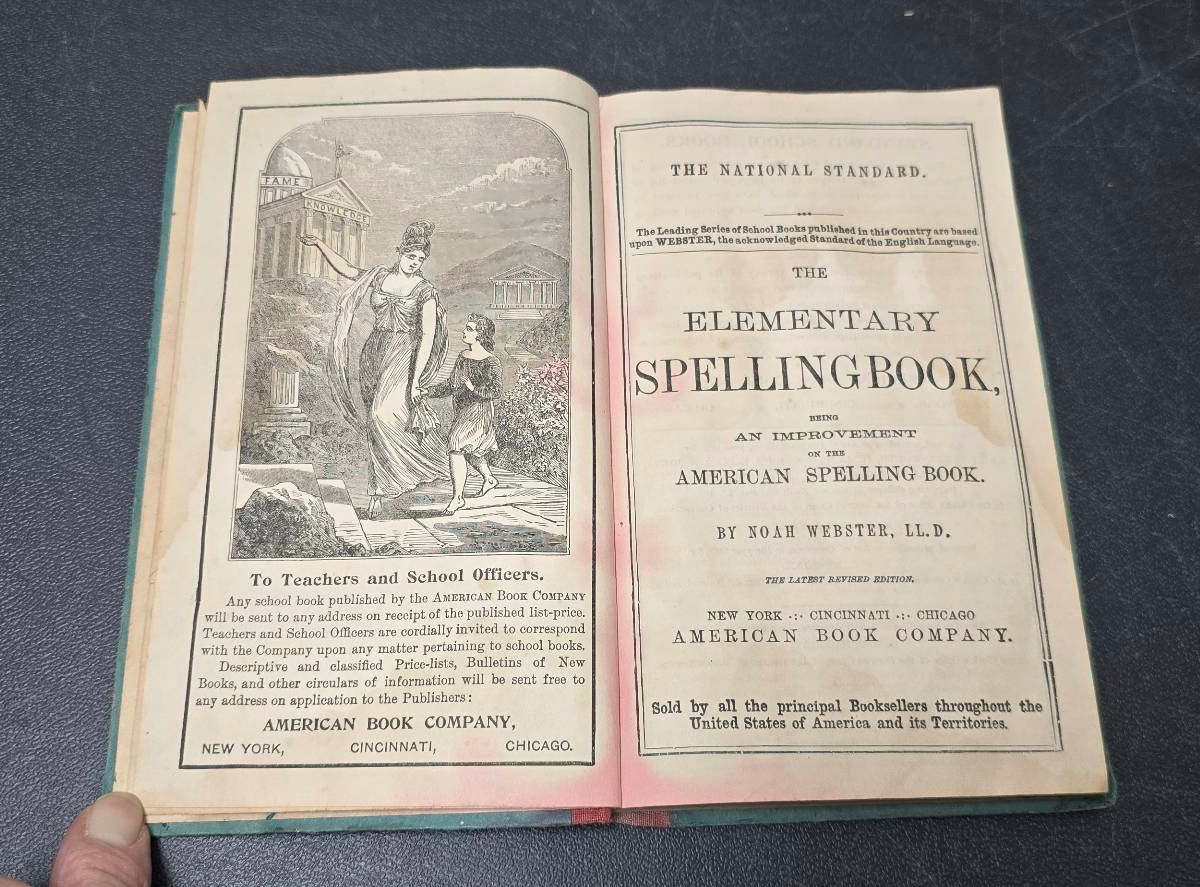 FAME
KNOWLEDGE
To Teachers and School Officers.
Any school book published by the AMERICAN BOOK COMPANY
will be sent to any address on receipt of the published list-price.
Teachers and School Officers are cordially invited to correspond
with the Company upon any matter pertaining to school books.
Descriptive and classified Price-lists, Bulletins of New
Books, and other circulars of information will be sent free to
any address on application to the Publishers:
AMERICAN BOOK COMPANY,
NEW YORK, CINCINNATI, CHICAGO.
THE NATIONAL STANDARD.
The Leading Series of School Books published in this Country are based
upon WEBSTER, the acknowledged Standard of the English Language.
THE
ELEMENTARY
SPELLING BOOK,
BEING
AN IMPROVEMENT
ON THE
AMERICAN SPELLING BOOK.
BY NOAH WEBSTER, LL.D.
THE LATEST REVISED EDITION.
NEW YORK ·:· CINCINNATI ·:· CHICAGO
AMERICAN BOOK COMPANY.
Sold by all the principal Booksellers throughout the
United States of America and its Territories.